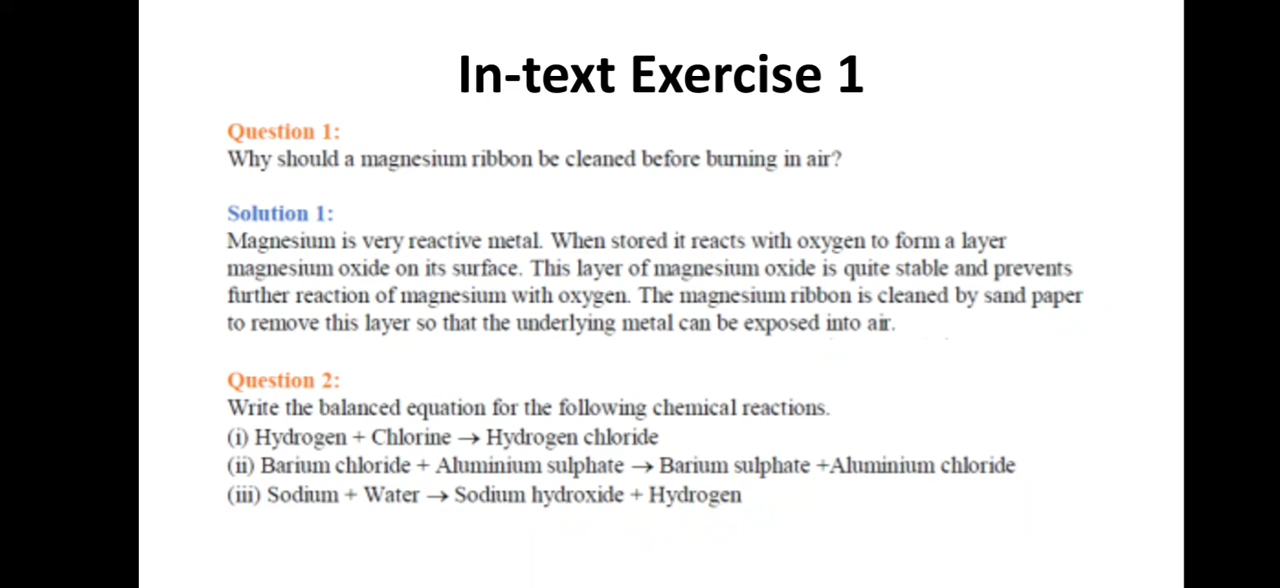 In-text Exercise 1
Question 1:
Why should a magnesium ribbon be cleaned before burning in air?
Solution 1:
Magnesium is very reactive metal. When stored it reacts with oxygen to form a layer
magnesium oxide on its surface. This layer of magnesium oxide is quite stable and prevents
further reaction of magnesium with oxygen. The magnesium ribbon is cleaned by sand paper
to remove this layer so that the underlying metal can be exposed into air.
Question 2:
Write the balanced equation for the following chemical reactions.
(i) Hydrogen + Chlorine → Hydrogen chloride
(ii) Barium chloride + Aluminium sulphate → Barium sulphate +Aluminium chloride
(iii) Sodium + Water → Sodium hydroxide + Hydrogen